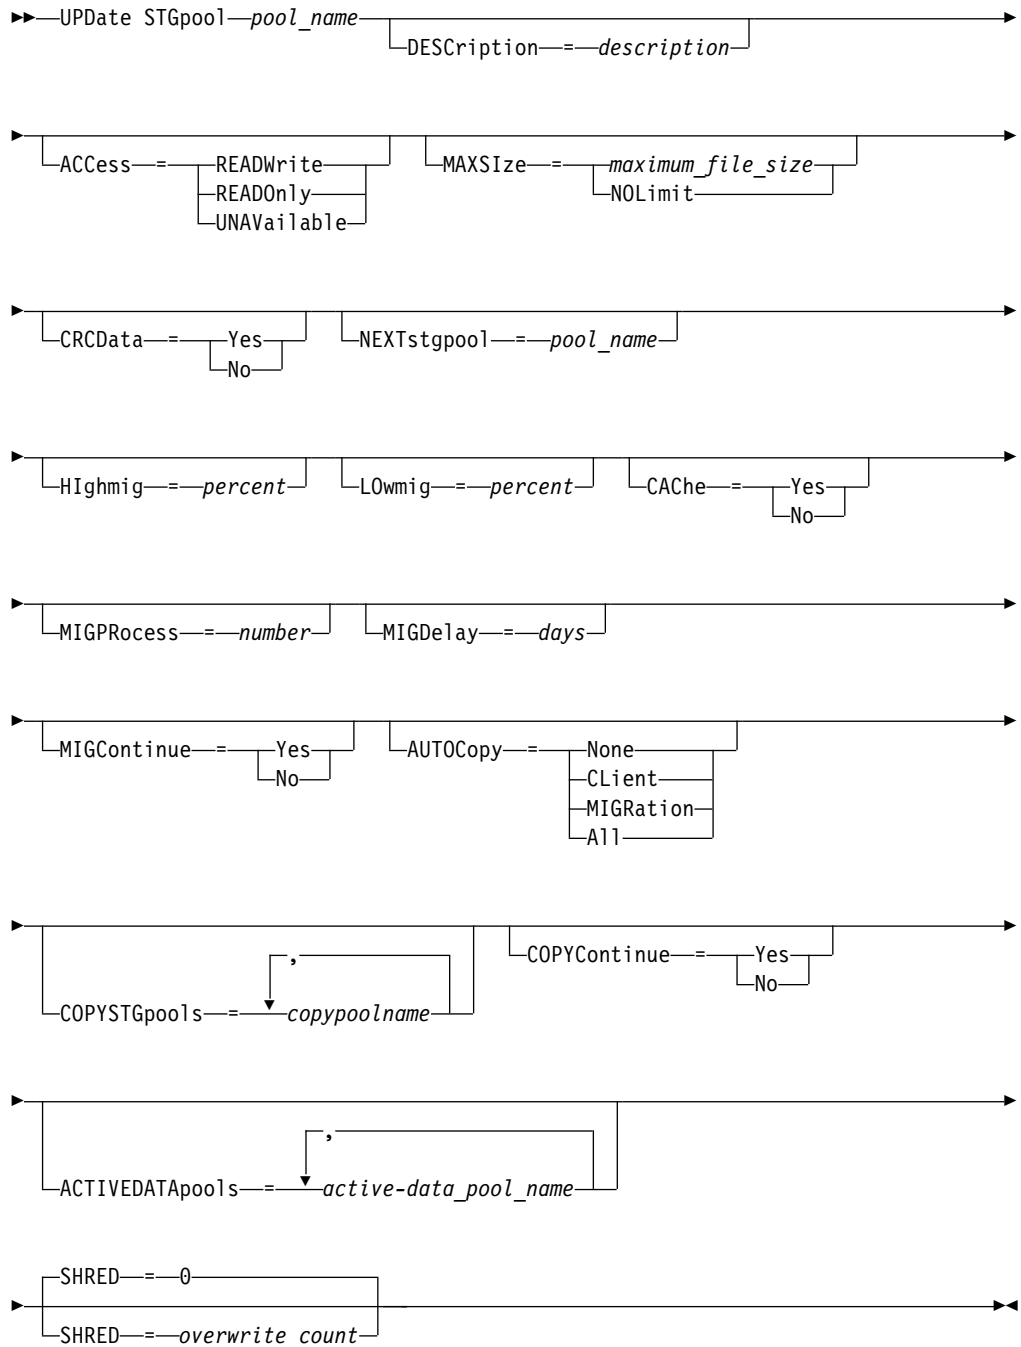 UPDate STGpool pool_name
DESCription = description
ACCess = READWrite
READOnly
UNAVailable
MAXSIze = maximum_file_size
NOLimit
CRCData = Yes
No
NEXTstgpool = pool_name
HIghmig = percent
LOwmig = percent
CAChe = Yes
No
MIGPRocess = number
MIGDelay = days
MIGContinue = Yes
No
AUTOCopy = None
CLient
MIGRation
All
,
COPYSTGpools = copypoolname
COPYContinue = Yes
No
,
ACTIVEDATApools = active-data_pool_name
SHRED = 0
SHRED = overwrite count